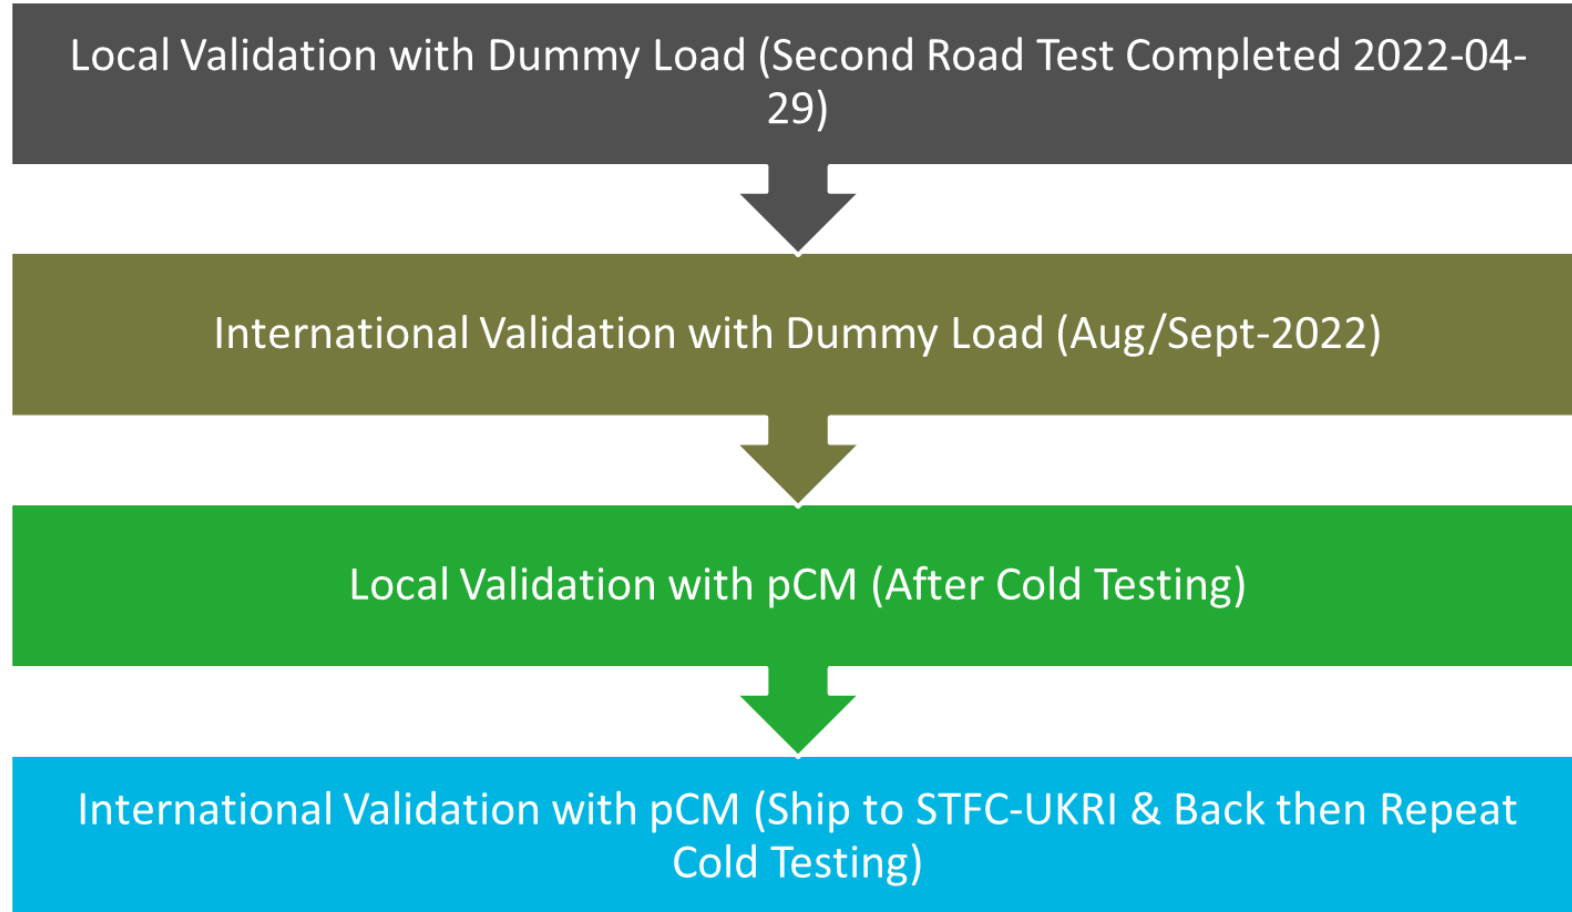 Local Validation with Dummy Load (Second Road Test Completed 2022-04-
29)
International Validation with Dummy Load (Aug/Sept-2022)
Local Validation with pCM (After Cold Testing)
International Validation with pCM (Ship to STFC-UKRI & Back then Repeat
Cold Testing)